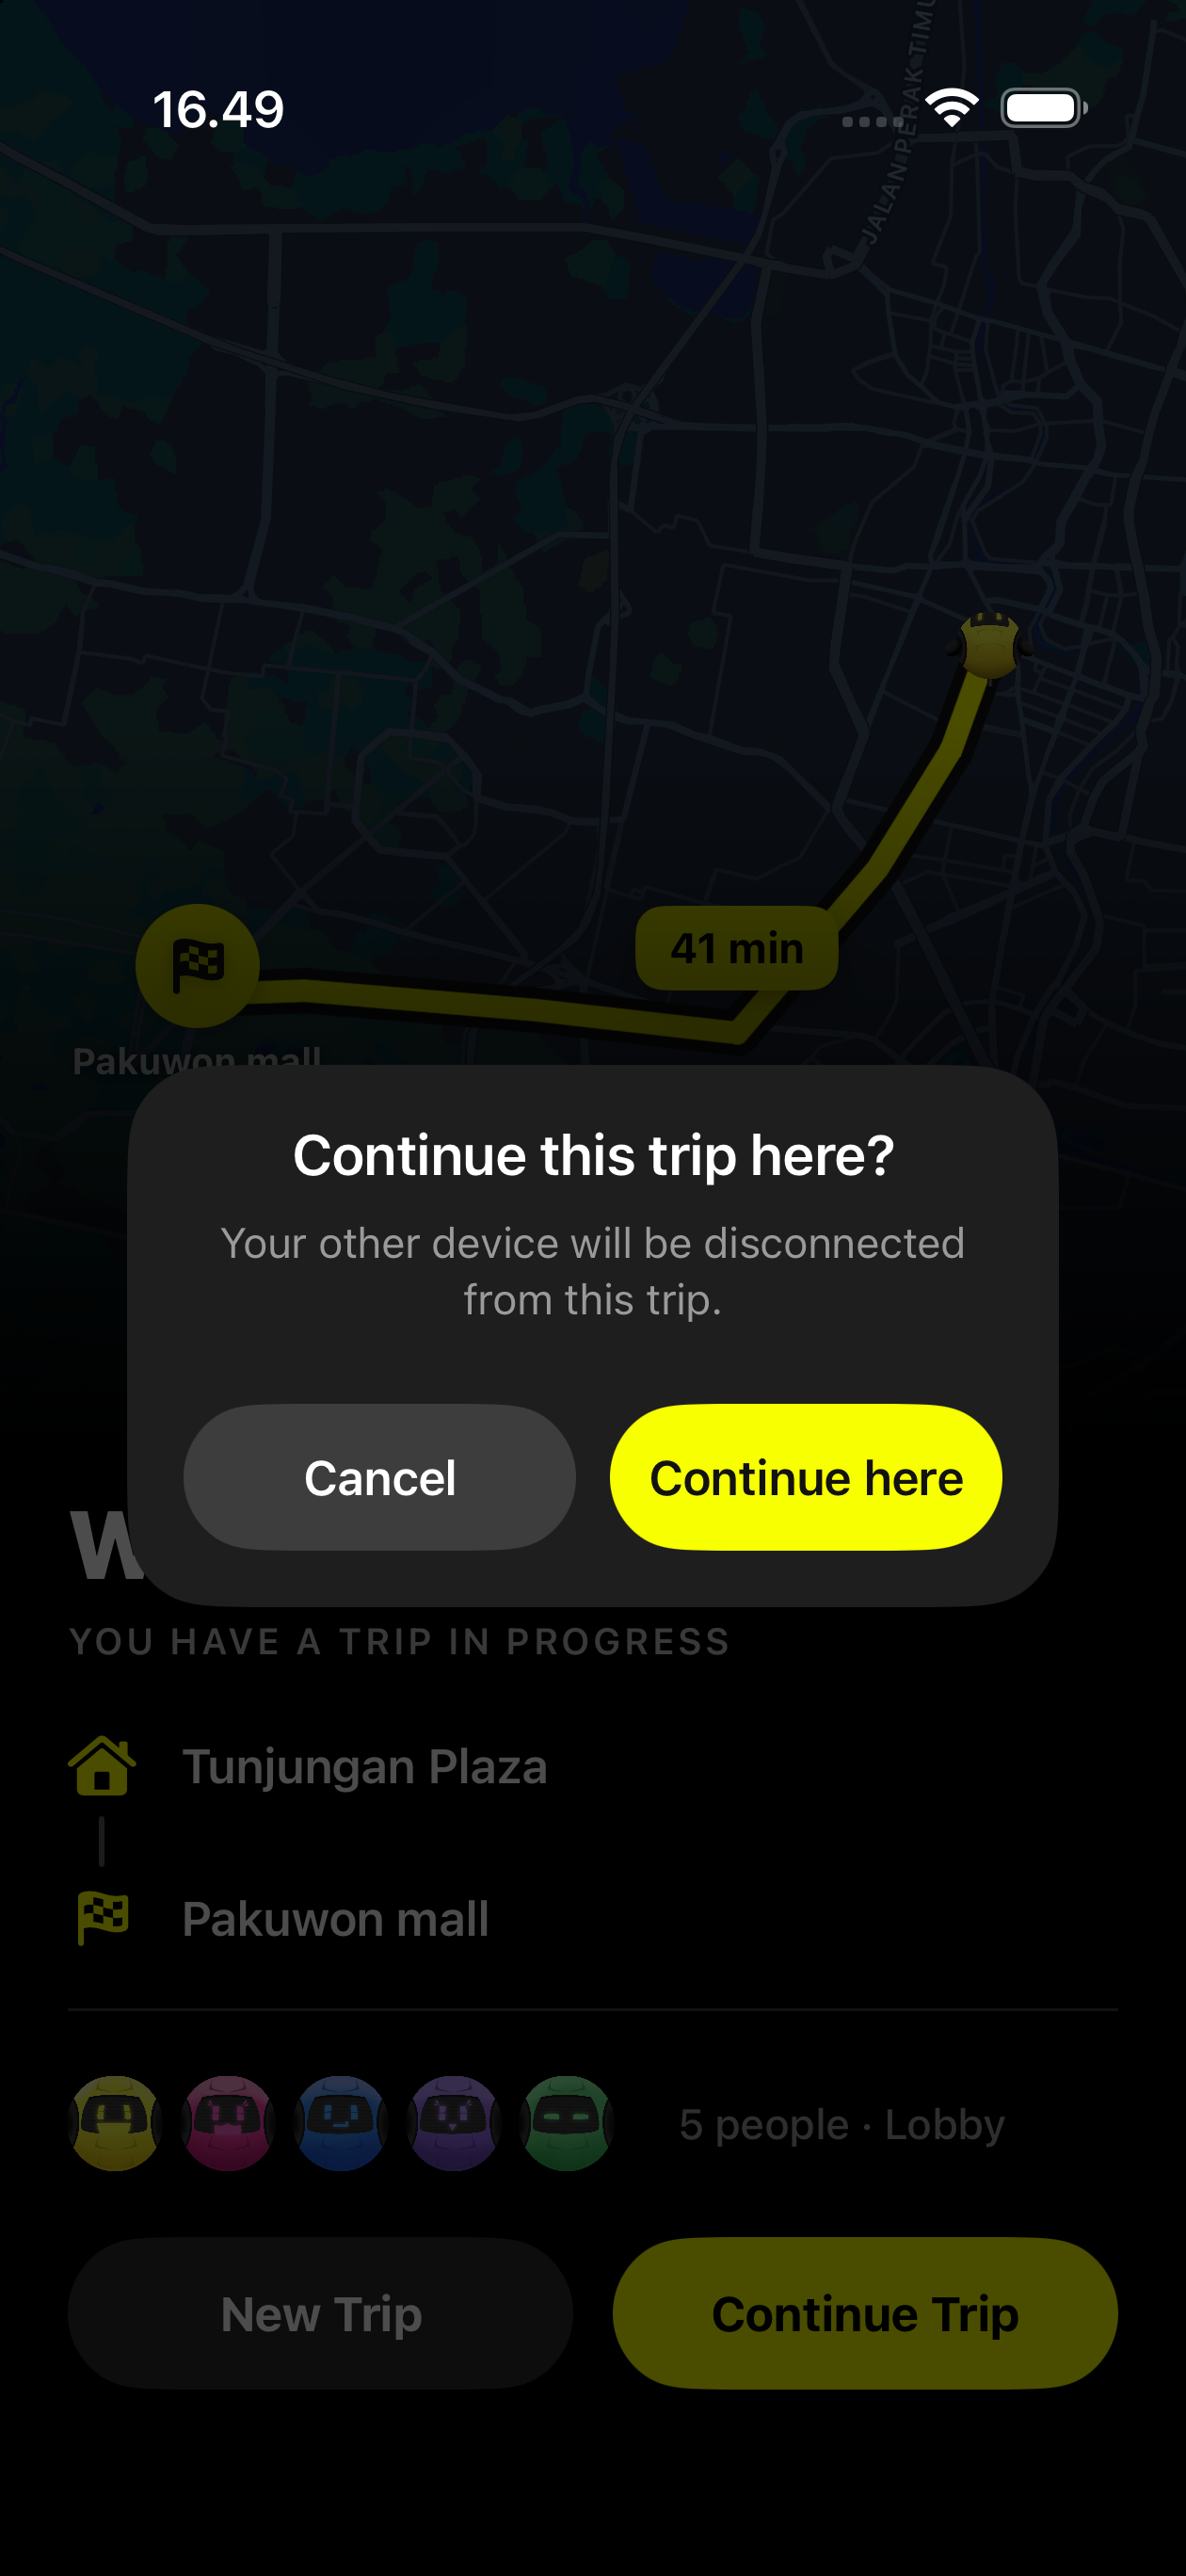 16.49
JALAN PERAK TIMU
41 min
Pakuwon mall
Continue this trip here?
Your other device will be disconnected
from this trip.
Cancel
Continue here
W
YOU HAVE A TRIP IN PROGRESS
Tunjungan Plaza
Pakuwon mall
5 people · Lobby
New Trip
Continue Trip